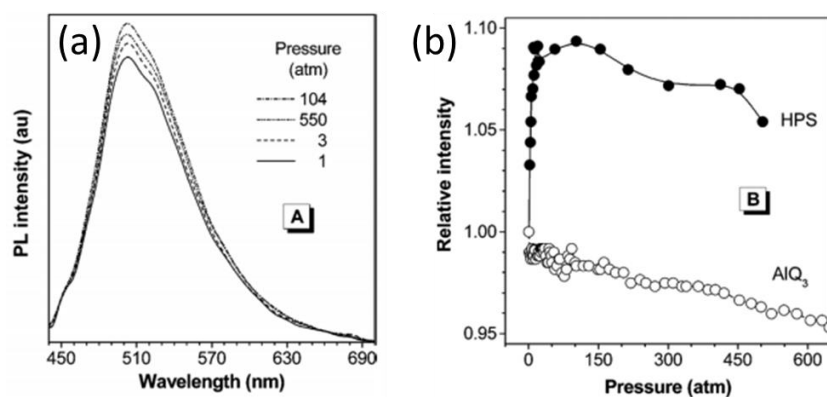 (a)
Pressure
(atm)
104
550
3
1
A
PL intensity (au)
450 510 570 630 690
Wavelength (nm)
(b)
1.10
1.05
1.00
0.95
Relative intensity
HPS
B
AlQ3
0 150 300 450 600
Pressure (atm)